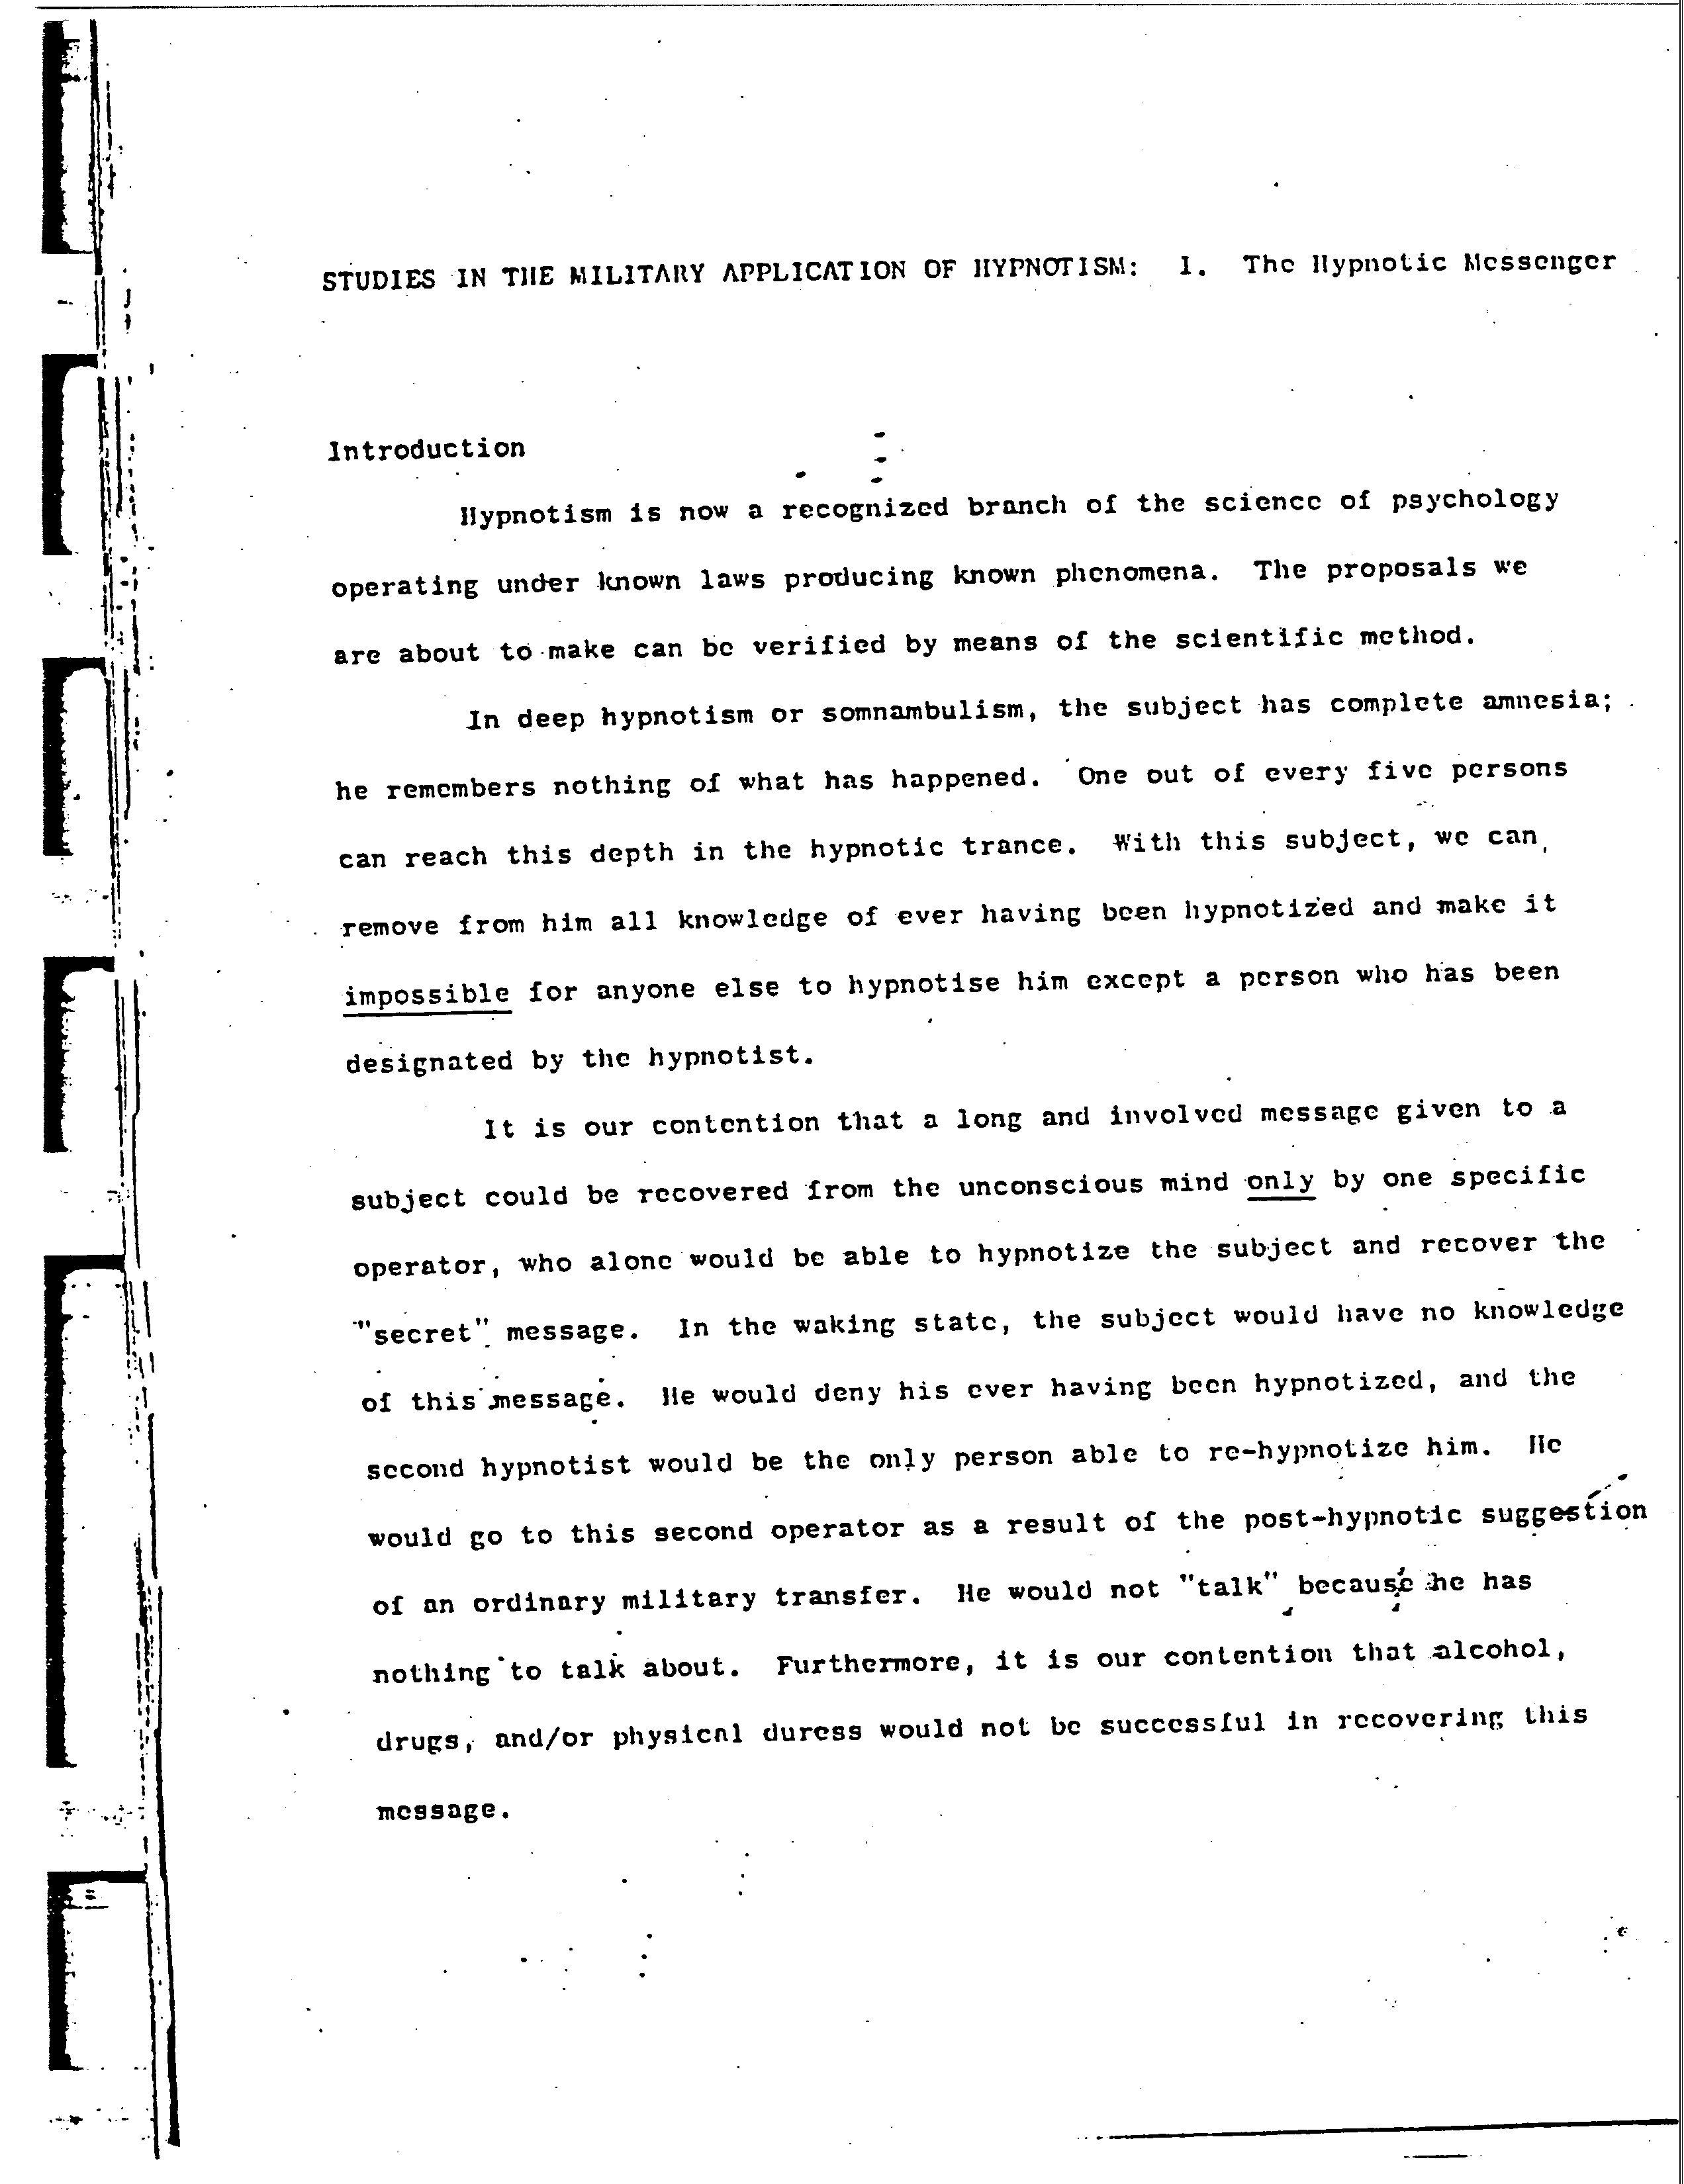 STUDIES IN THE MILITARY APPLICATION OF HYPNOTISM: 1. The Hypnotic Messenger
Introduction
Hypnotism is now a recognized branch of the science of psychology
operating under known laws producing known phenomena. The proposals we
are about to make can be verified by means of the scientific method.
In deep hypnotism or somnambulism, the subject has complete amnesia;
he remembers nothing of what has happened. One out of every five persons
can reach this depth in the hypnotic trance. With this subject, we can
remove from him all knowledge of ever having been hypnotized and make it
impossible for anyone else to hypnotise him except a person who has been
designated by the hypnotist.
It is our contention that a long and involved message given to a
subject could be recovered from the unconscious mind only by one specific
operator, who alone would be able to hypnotize the subject and recover the
"secret" message. In the waking state, the subject would have no knowledge
of this message. He would deny his ever having been hypnotized, and the
second hypnotist would be the only person able to re-hypnotize him. He
would go to this second operator as a result of the post-hypnotic suggestion
of an ordinary military transfer. He would not "talk" because he has
nothing to talk about. Furthermore, it is our contention that alcohol,
drugs, and/or physical duress would not be successful in recovering this
message.